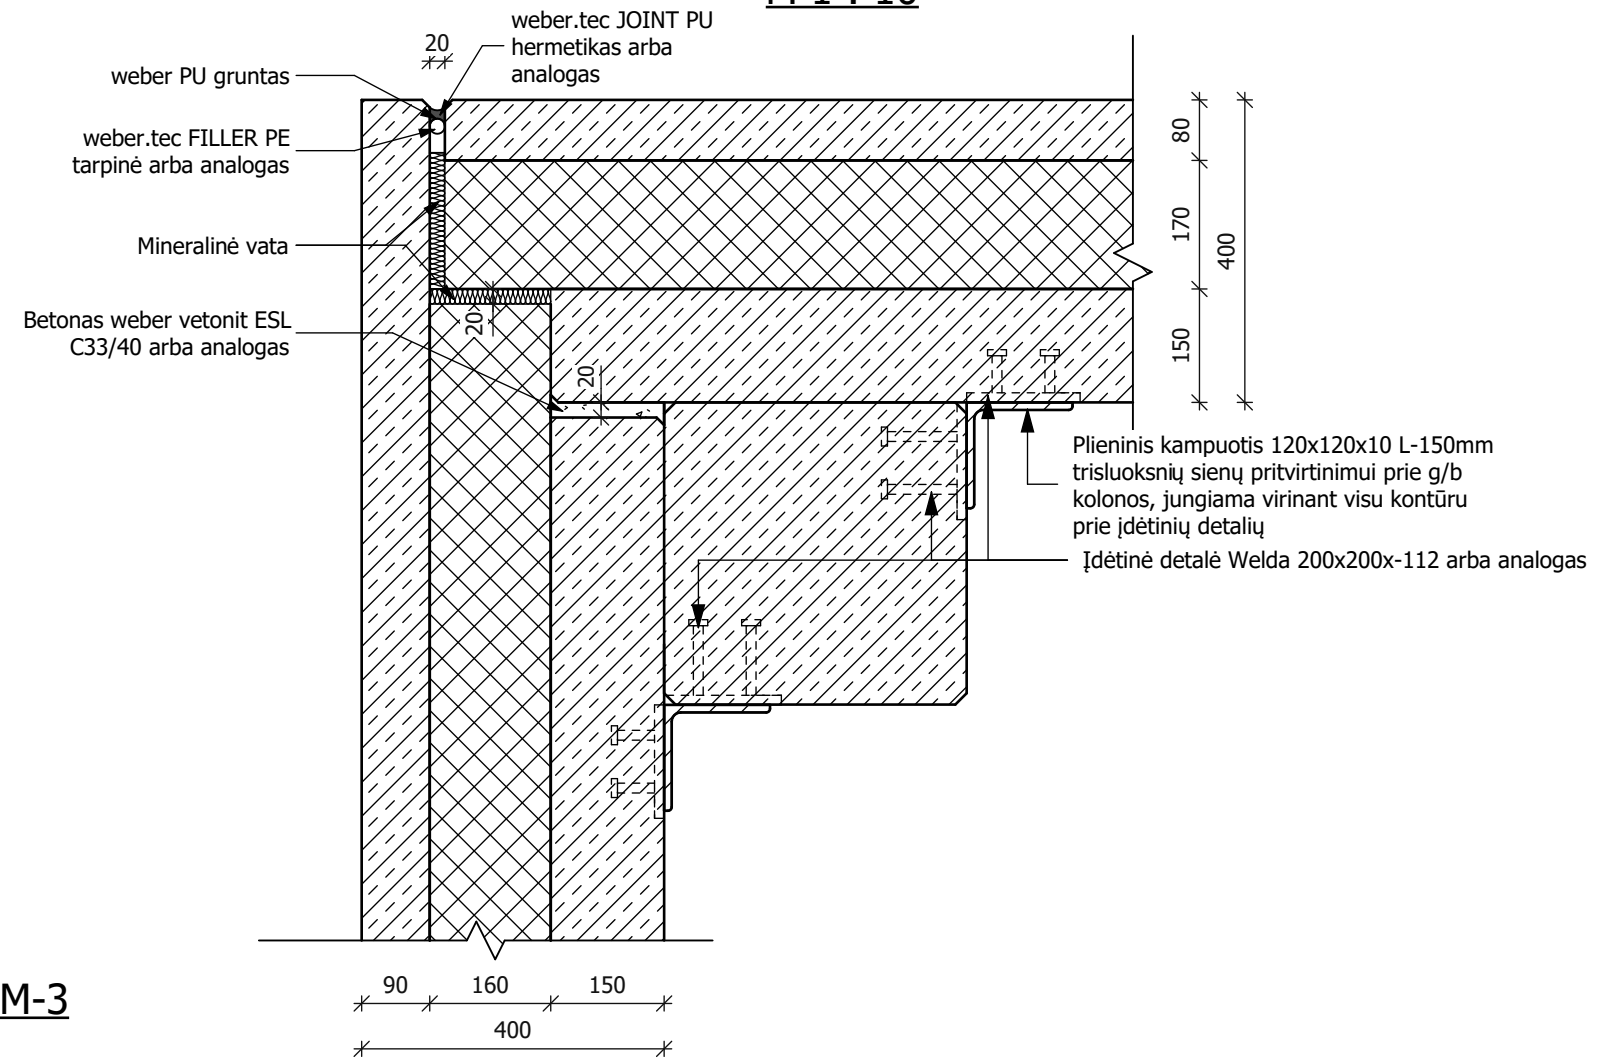 weber.tec JOINT PU
hermetikas arba
analogas
20
weber PU gruntas
weber.tec FILLER PE
tarpinė arba analogas
Mineralinė vata
Betonas weber vetonit ESL
C33/40 arba analogas
20
20
80
170
150
400
Plieninis kampuotis 120x120x10 L-150mm
trisluoksnių sienų pritvirtinimui prie g/b
kolonos, jungiama virinant visu kontūru
prie įdėtinių detalių
Įdėtinė detalė Welda 200x200x-112 arba analogas
90
160
150
400
M-3